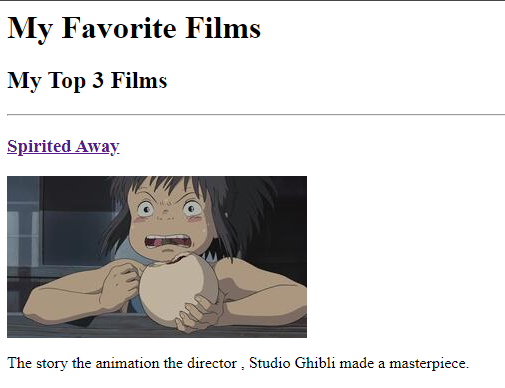 My Favorite Films
My Top 3 Films
Spirited Away
The story the animation the director , Studio Ghibli made a masterpiece.